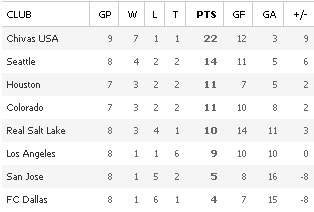 CLUB GP W L T PTS GF GA +/-
Chivas USA 9 7 1 1 22 12 3 9
Seattle 8 4 2 2 14 11 5 6
Houston 7 3 2 2 11 7 5 2
Colorado 7 3 2 2 11 10 8 2
Real Salt Lake 8 3 4 1 10 14 11 3
Los Angeles 8 1 1 6 9 10 10 0
San Jose 8 1 5 2 5 8 16 -8
FC Dallas 8 1 6 1 4 7 15 -8